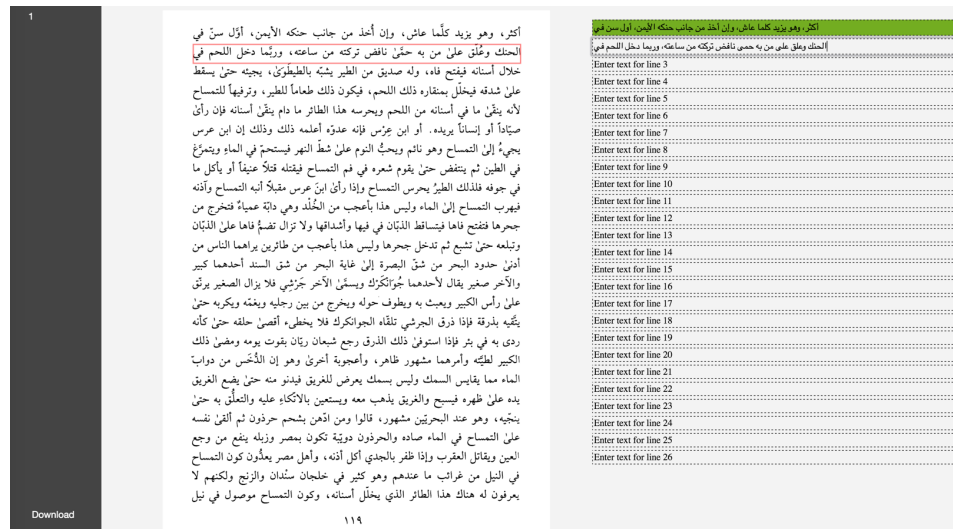 1
أكثر، وهو يزيد كلَّما عاش، وإن أُخذ من جانب حنكه الأيمن، أوّل سنّ في
الحنك وعُلّق علىٰ من به حمَّىٰ نافض تركته من ساعته، وربَّما دخل اللحم في
خلال أسنانه فيفتح فاه، وله صديق من الطير يشبّه بالطيطَوىٰ، يجيئه حتىٰ يسقط
علىٰ شدقه فيخلّل بمنقاره ذلك اللحم، فيكون ذلك طعاماً للطير، وترفيهاً للتمساح
لأنه ينقّىٰ ما في أسنانه من اللحم ويحرسه هذا الطائر ما دام ينقّىٰ أسنانه فإن رأىٰ
صيّاداً أو إنساناً يريده. أو ابن عِرْس فإنه عدوّه أعلمه ذلك وذلك إن ابن عرس
يجيءُ إلىٰ التمساح وهو نائم ويحبُّ النوم علىٰ شطّ النهر فيستحمّ في الماءِ ويتمرَّغ
في الطين ثم ينتفض حتىٰ يقوم شعره في فم التمساح فيقتله قتلاً عنيفاً أو يأكل ما
في جوفه فلذلك الطيرُ يحرس التمساح وإذا رأىٰ ابنَ عرس مقبلاً أنبه التمساح وآذنه
فيهرب التمساح إلىٰ الماء وليس هذا بأعجب من الخُلْد وهي دابّة عمياءُ فتخرج من
جحرها فتفتح فاها فيتساقط الذبّان في فيها وأشداقها ولا تزال تضمُّ فاها علىٰ الذبّان
وتبلعه حتىٰ تشبع ثم تدخل جحرها وليس هذا بأعجب من طائرين يراهما الناس من
أدنىٰ حدود البحر من شقّ البصرة إلىٰ غاية البحر من شق السند أحدهما كبير
والآخر صغير يقال لأحدهما جُوَانْكَرْك ويسمَّىٰ الآخر جَرْشِي فلا يزال الصغير يرنّق
علىٰ رأس الكبير ويعبث به ويطوف حوله ويخرج من بين رجليه ويغمّه ويكربه حتىٰ
يتّقيه بذرقة فإذا ذرق الجرشي تلقّاه الجوانكرك فلا يخطىء أقصىٰ حلقه حتىٰ كأنه
ردى به في بئر فإذا استوفىٰ ذلك الذرق رجع شبعان ريّان بقوت يومه ومضىٰ ذلك
الكبير لطيّته وأمرهما مشهور ظاهر، وأعجوبة أخرىٰ وهو إن الدُّخَس من دوابّ
الماء مما يقايس السمك وليس بسمك يعرض للغريق فيدنو منه حتىٰ يضع الغريق
يده علىٰ ظهره فيسبح والغريق يذهب معه ويستعين بالاتّكاءِ عليه والتعلُّق به حتىٰ
ينجّيه، وهو عند البحريّين مشهور، قالوا ومن ادّهن بشحم حرذون ثم ألقىٰ نفسه
علىٰ التمساح في الماء صاده والحرذون دويبّة تكون بمصر وزبله ينفع من وجع
العين ويقاتل العقرب وإذا ظفر بالجدي أكل أذنه، وأهل مصر يعدُّون كون التمساح
في النيل من غرائب ما عندهم وهو كثير في خلجان سنْدان والزنج ولكنهم لا
يعرفون له هناك هذا الطائر الذي يخلّل أسنانه، وكون التمساح موصول في نيل
١١٩
أكثر، وهو يزيد كلما عاش، وإن أخذ من جانب حنكه الأيمن، أول سن في
الحنك وعلق على من به حمى نافض تركته من ساعته، وربما دخل اللحم في
Enter text for line 3
Enter text for line 4
Enter text for line 5
Enter text for line 6
Enter text for line 7
Enter text for line 8
Enter text for line 9
Enter text for line 10
Enter text for line 11
Enter text for line 12
Enter text for line 13
Enter text for line 14
Enter text for line 15
Enter text for line 16
Enter text for line 17
Enter text for line 18
Enter text for line 19
Enter text for line 20
Enter text for line 21
Enter text for line 22
Enter text for line 23
Enter text for line 24
Enter text for line 25
Enter text for line 26
Download